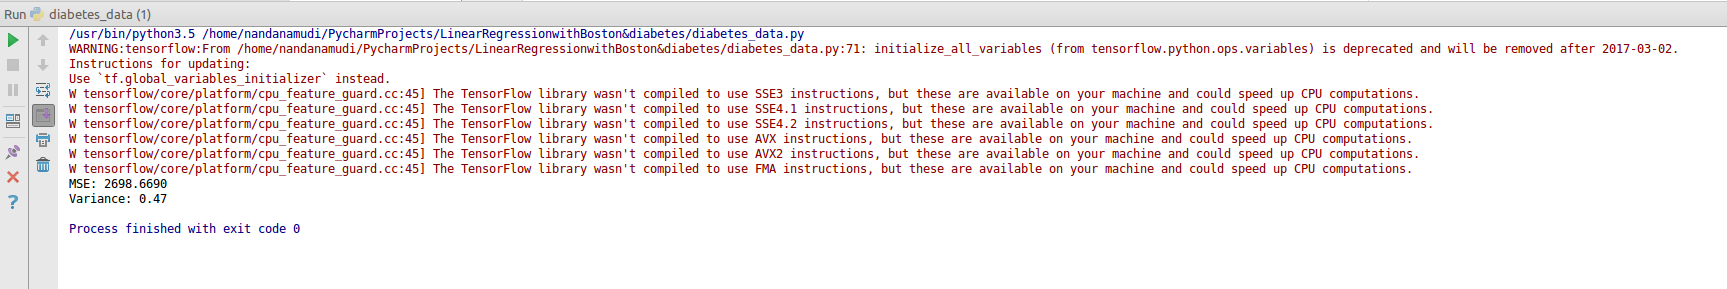 Run diabetes_data (1)
/usr/bin/python3.5 /home/nandanamudi/PycharmProjects/LinearRegressionwithBoston&diabetes/diabetes_data.py
WARNING:tensorflow:From /home/nandanamudi/PycharmProjects/LinearRegressionwithBoston&diabetes/diabetes_data.py:71: initialize_all_variables (from tensorflow.python.ops.variables) is deprecated and will be removed after 2017-03-02.
Instructions for updating:
Use `tf.global_variables_initializer` instead.
W tensorflow/core/platform/cpu_feature_guard.cc:45] The TensorFlow library wasn't compiled to use SSE3 instructions, but these are available on your machine and could speed up CPU computations.
W tensorflow/core/platform/cpu_feature_guard.cc:45] The TensorFlow library wasn't compiled to use SSE4.1 instructions, but these are available on your machine and could speed up CPU computations.
W tensorflow/core/platform/cpu_feature_guard.cc:45] The TensorFlow library wasn't compiled to use SSE4.2 instructions, but these are available on your machine and could speed up CPU computations.
W tensorflow/core/platform/cpu_feature_guard.cc:45] The TensorFlow library wasn't compiled to use AVX instructions, but these are available on your machine and could speed up CPU computations.
W tensorflow/core/platform/cpu_feature_guard.cc:45] The TensorFlow library wasn't compiled to use AVX2 instructions, but these are available on your machine and could speed up CPU computations.
W tensorflow/core/platform/cpu_feature_guard.cc:45] The TensorFlow library wasn't compiled to use FMA instructions, but these are available on your machine and could speed up CPU computations.
MSE: 2698.6690
Variance: 0.47
Process finished with exit code 0